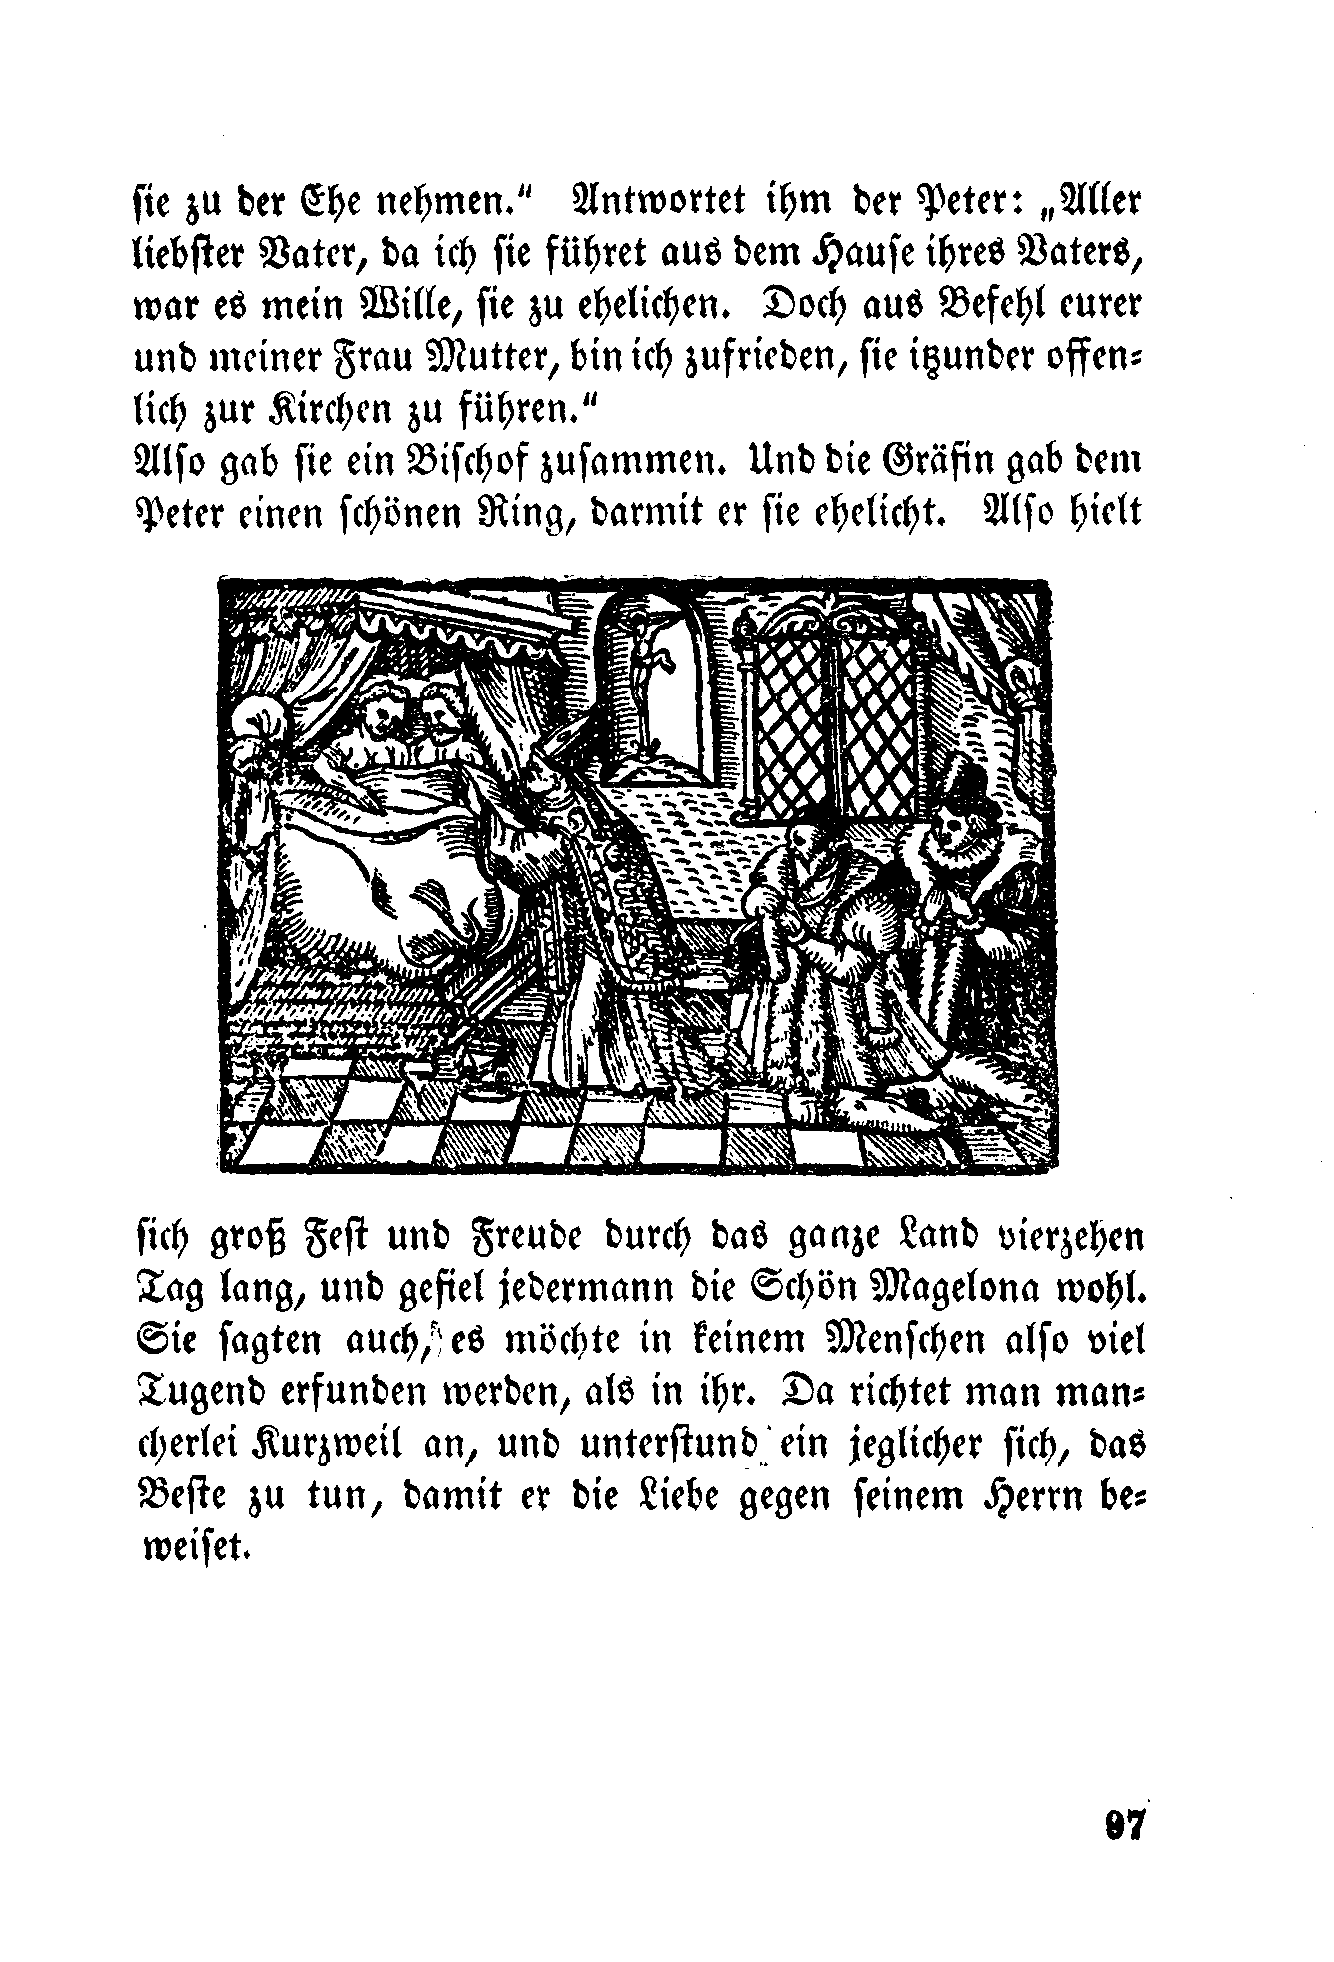 sie zu der Ehe nehmen.“ Antwortet ihm der Peter: „Aller
liebster Vater, da ich sie führet aus dem Hause ihres Vaters,
war es mein Wille, sie zu ehelichen. Doch aus Befehl eurer
und meiner Frau Mutter, bin ich zufrieden, sie itzunder offen-
lich zur Kirchen zu führen.“
Also gab sie ein Bischof zusammen. Und die Gräfin gab dem
Peter einen schönen Ring, darmit er sie ehelicht. Also hielt
sich groß Fest und Freude durch das ganze Land vierzehen
Tag lang, und gefiel jedermann die Schön Magelona wohl.
Sie sagten auch, es möchte in keinem Menschen also viel
Tugend erfunden werden, als in ihr. Da richtet man man-
cherlei Kurzweil an, und unterstund ein jeglicher sich, das
Beste zu tun, damit er die Liebe gegen seinem Herrn be-
weiset.
97